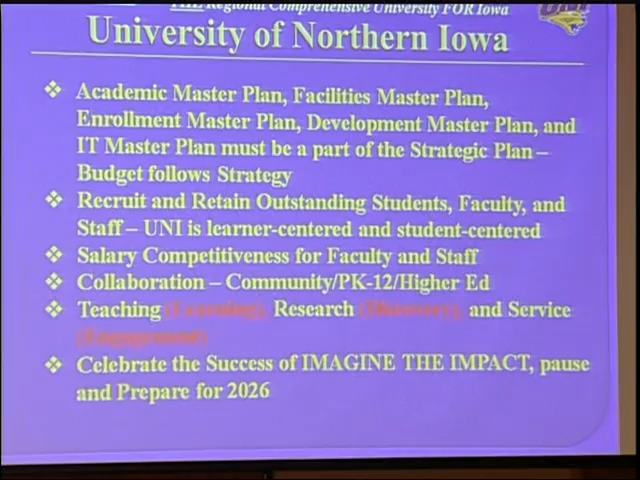 THE Regional Comprehensive University FOR Iowa
UNI
University of Northern Iowa
❖ Academic Master Plan, Facilities Master Plan,
Enrollment Master Plan, Development Master Plan, and
IT Master Plan must be a part of the Strategic Plan –
Budget follows Strategy
❖ Recruit and Retain Outstanding Students, Faculty, and
Staff – UNI is learner-centered and student-centered
❖ Salary Competitiveness for Faculty and Staff
❖ Collaboration – Community/PK-12/Higher Ed
❖ Teaching (Learning), Research (Discovery), and Service
(Engagement)
❖ Celebrate the Success of IMAGINE THE IMPACT, pause
and Prepare for 2026